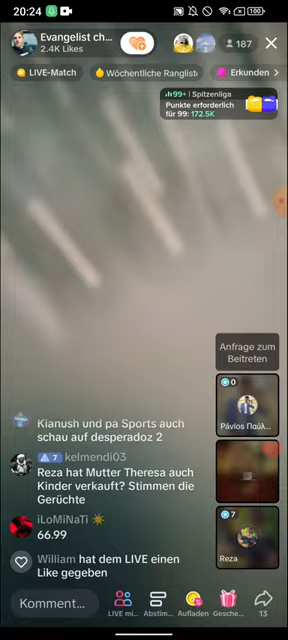 20:24
100
Evangelist ch...
2.4K Likes
187
LIVE-Match
Wöchentliche Ranglist
Erkunden
99+ | Spitzenliga
Punkte erforderlich
für 99: 172.5K
Anfrage zum
Beitreten
0
Pávlos Παύλ...
Kianush und pa Sports auch
schau auf desperadoz 2
7 kelmendi03
Reza hat Mutter Theresa auch
Kinder verkauft? Stimmen die
Gerüchte
iLoMiNaTi
66.99
7
Reza
William hat dem LIVE einen
Like gegeben
Komment...
LIVE mi...
Abstim...
Aufladen
Gesche...
13